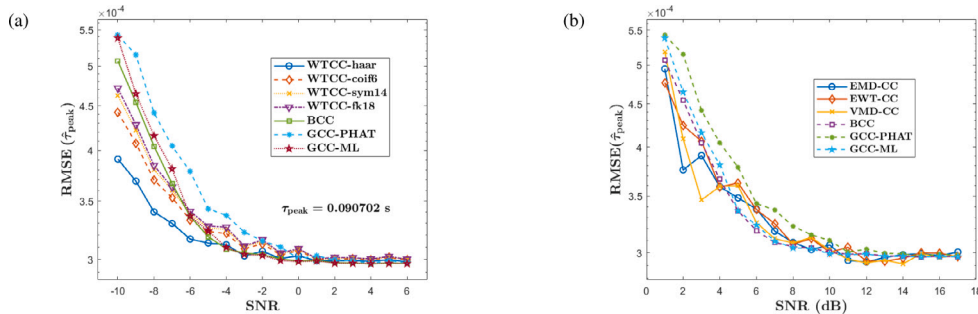 (a)
×10⁻⁴
5.5
5
4.5
4
3.5
3
RMSE (τ̂peak)
-10 -8 -6 -4 -2 0 2 4 6
SNR
WTCC-haar
WTCC-coif6
WTCC-sym14
WTCC-fk18
BCC
GCC-PHAT
GCC-ML
τpeak = 0.090702 s
(b)
×10⁻⁴
5.5
5
4.5
4
3.5
3
RMSE(τ̂peak)
0 2 4 6 8 10 12 14 16 18
SNR (dB)
EMD-CC
EWT-CC
VMD-CC
BCC
GCC-PHAT
GCC-ML